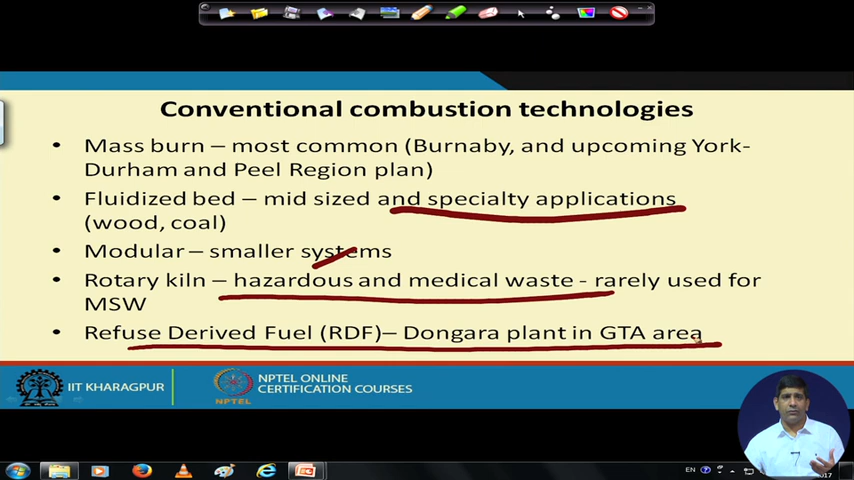 Conventional combustion technologies
• Mass burn – most common (Burnaby, and upcoming York-
Durham and Peel Region plan)
• Fluidized bed – mid sized and specialty applications
(wood, coal)
• Modular – smaller systems
• Rotary kiln – hazardous and medical waste - rarely used for
MSW
• Refuse Derived Fuel (RDF)– Dongara plant in GTA area
IIT KHARAGPUR
NPTEL
NPTEL ONLINE
CERTIFICATION COURSES
EN